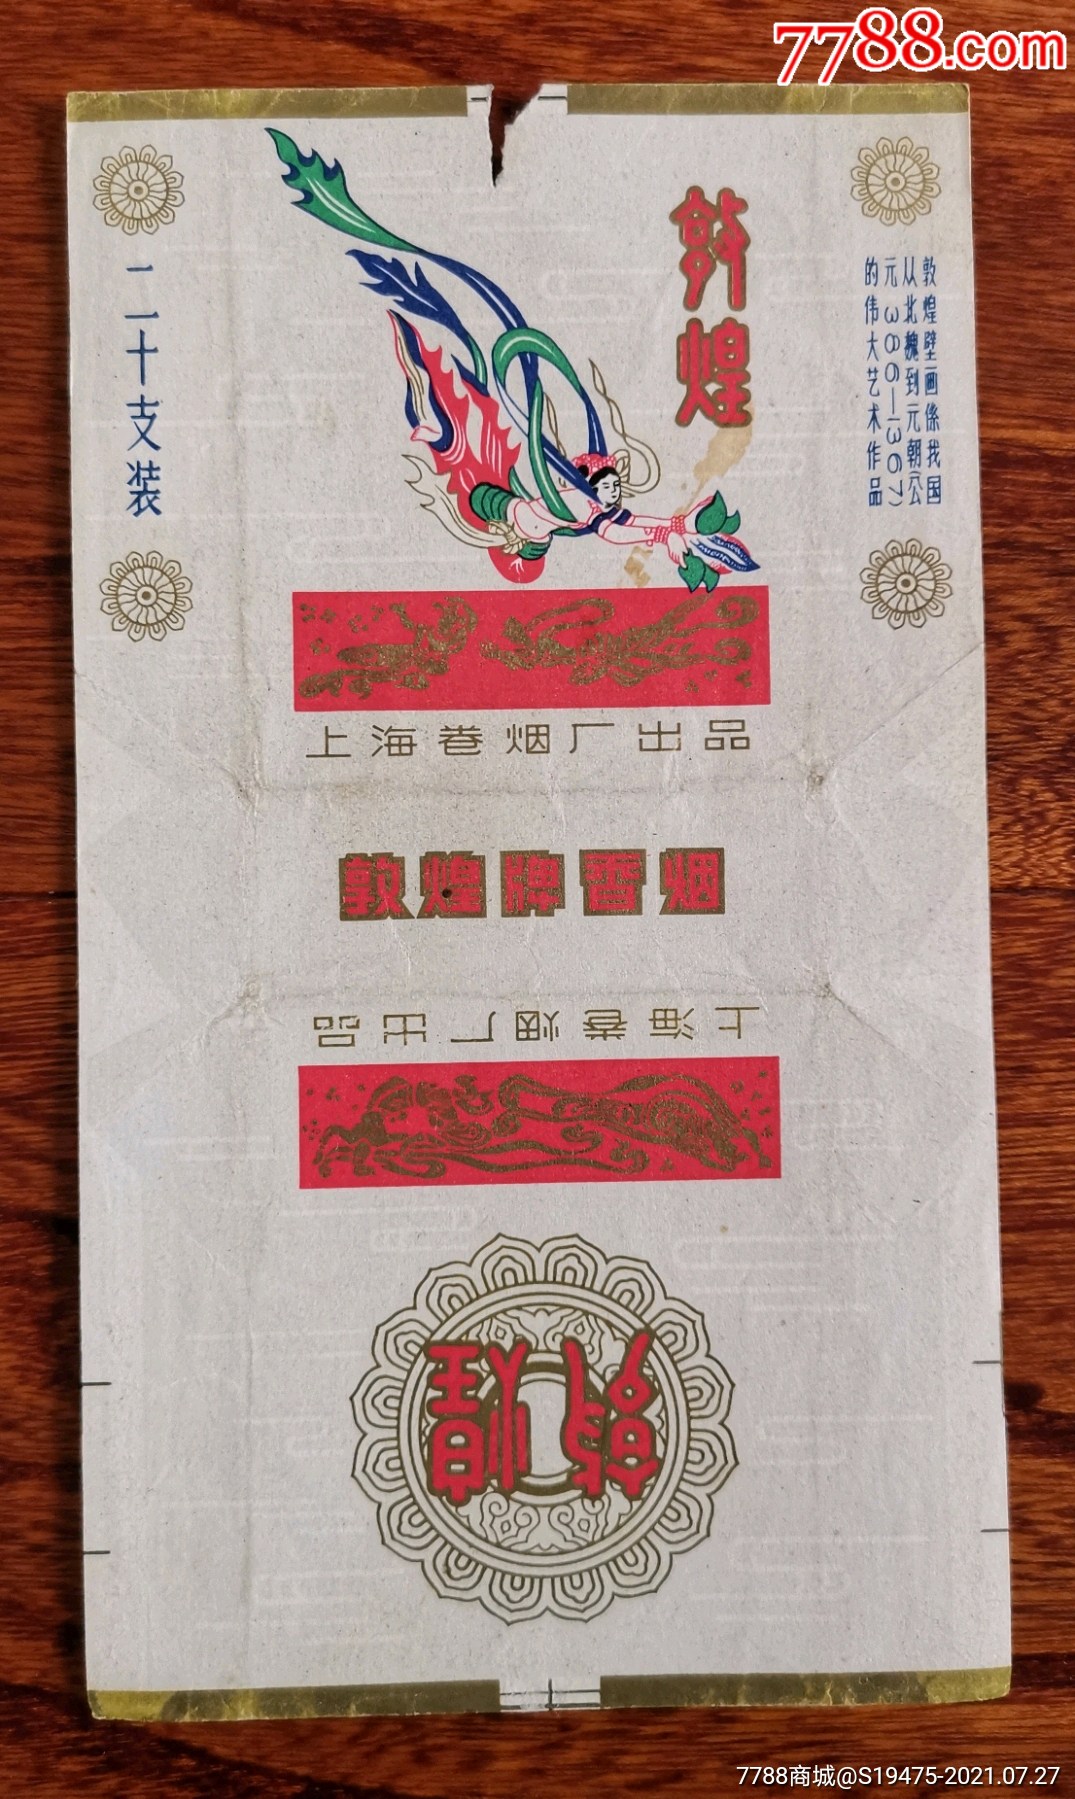 7788.com
敦煌
二十支装
敦煌壁画係我国
从北魏到元朝(公
元386—1367)
的伟大艺术作品
上海卷烟厂出品
敦煌牌香烟
上海卷烟厂出品
敦煌
7788商城@S19475-2021.07.27